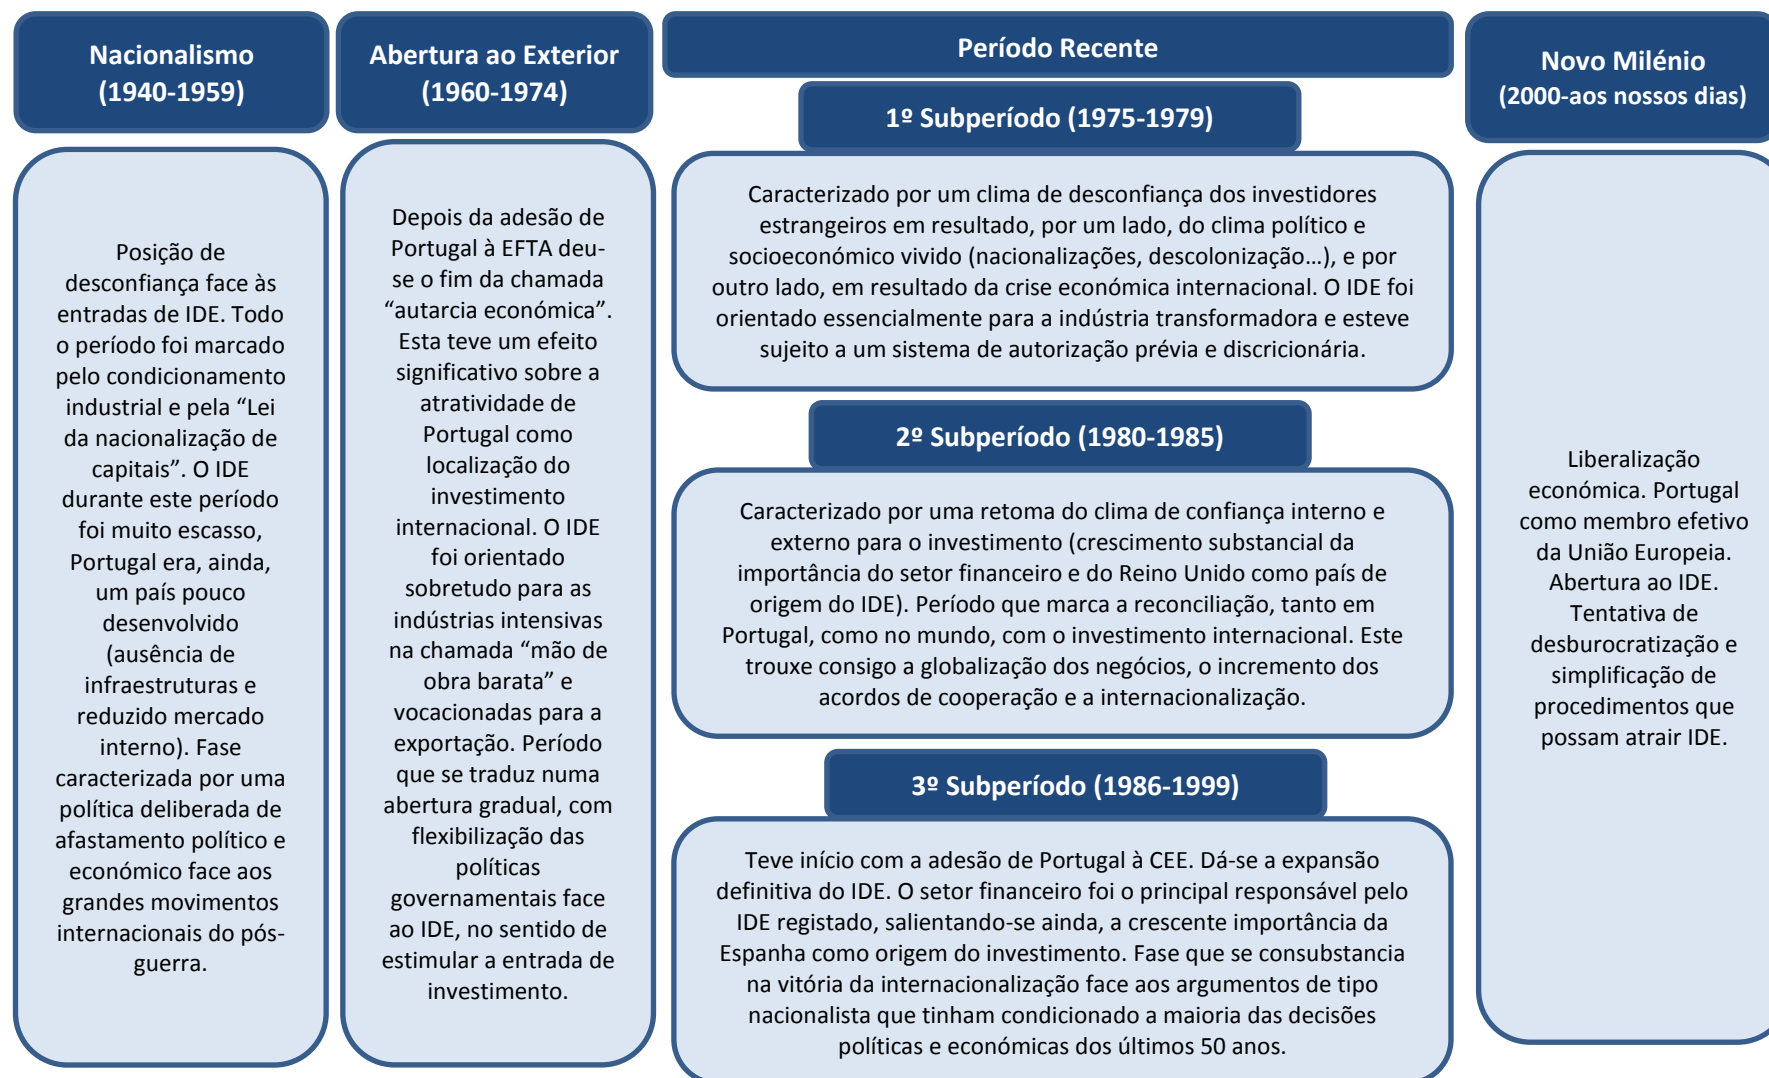 Nacionalismo
(1940-1959)
Posição de
desconfiança face às
entradas de IDE. Todo
o período foi marcado
pelo condicionamento
industrial e pela “Lei
da nacionalização de
capitais”. O IDE
durante este período
foi muito escasso,
Portugal era, ainda,
um país pouco
desenvolvido
(ausência de
infraestruturas e
reduzido mercado
interno). Fase
caracterizada por uma
política deliberada de
afastamento político e
económico face aos
grandes movimentos
internacionais do pós-
guerra.
Abertura ao Exterior
(1960-1974)
Depois da adesão de
Portugal à EFTA deu-
se o fim da chamada
“autarcia económica”.
Esta teve um efeito
significativo sobre a
atratividade de
Portugal como
localização do
investimento
internacional. O IDE
foi orientado
sobretudo para as
indústrias intensivas
na chamada “mão de
obra barata” e
vocacionadas para a
exportação. Período
que se traduz numa
abertura gradual, com
flexibilização das
políticas
governamentais face
ao IDE, no sentido de
estimular a entrada de
investimento.
Período Recente
1º Subperíodo (1975-1979)
Caracterizado por um clima de desconfiança dos investidores
estrangeiros em resultado, por um lado, do clima político e
socioeconómico vivido (nacionalizações, descolonização…), e por
outro lado, em resultado da crise económica internacional. O IDE foi
orientado essencialmente para a indústria transformadora e esteve
sujeito a um sistema de autorização prévia e discricionária.
2º Subperíodo (1980-1985)
Caracterizado por uma retoma do clima de confiança interno e
externo para o investimento (crescimento substancial da
importância do setor financeiro e do Reino Unido como país de
origem do IDE). Período que marca a reconciliação, tanto em
Portugal, como no mundo, com o investimento internacional. Este
trouxe consigo a globalização dos negócios, o incremento dos
acordos de cooperação e a internacionalização.
3º Subperíodo (1986-1999)
Teve início com a adesão de Portugal à CEE. Dá-se a expansão
definitiva do IDE. O setor financeiro foi o principal responsável pelo
IDE registado, salientando-se ainda, a crescente importância da
Espanha como origem do investimento. Fase que se consubstancia
na vitória da internacionalização face aos argumentos de tipo
nacionalista que tinham condicionado a maioria das decisões
políticas e económicas dos últimos 50 anos.
Novo Milénio
(2000-aos nossos dias)
Liberalização
económica. Portugal
como membro efetivo
da União Europeia.
Abertura ao IDE.
Tentativa de
desburocratização e
simplificação de
procedimentos que
possam atrair IDE.